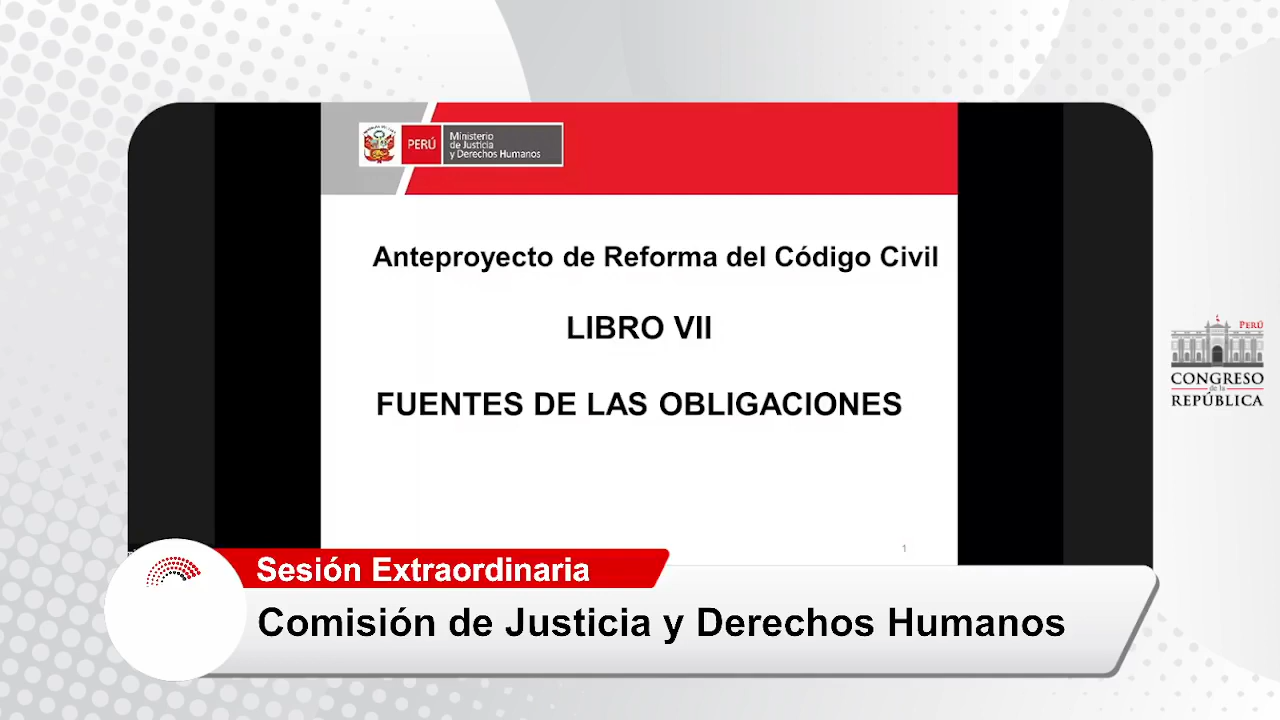 PERÚ
Ministerio
de Justicia
y Derechos Humanos
Anteproyecto de Reforma del Código Civil
LIBRO VII
FUENTES DE LAS OBLIGACIONES
1
PERÚ
CONGRESO
de la
REPÚBLICA
Sesión Extraordinaria
Comisión de Justicia y Derechos Humanos